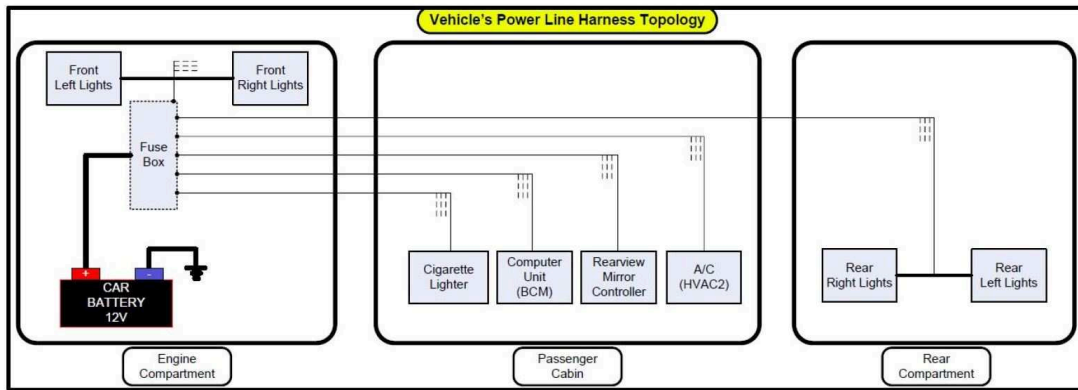 Vehicle's Power Line Harness Topology
Front
Left Lights
Front
Right Lights
Fuse
Box
+
-
CAR
BATTERY
12V
Engine
Compartment
Cigarette
Lighter
Computer
Unit
(BCM)
Rearview
Mirror
Controller
A/C
(HVAC2)
Passenger
Cabin
Rear
Right Lights
Rear
Left Lights
Rear
Compartment